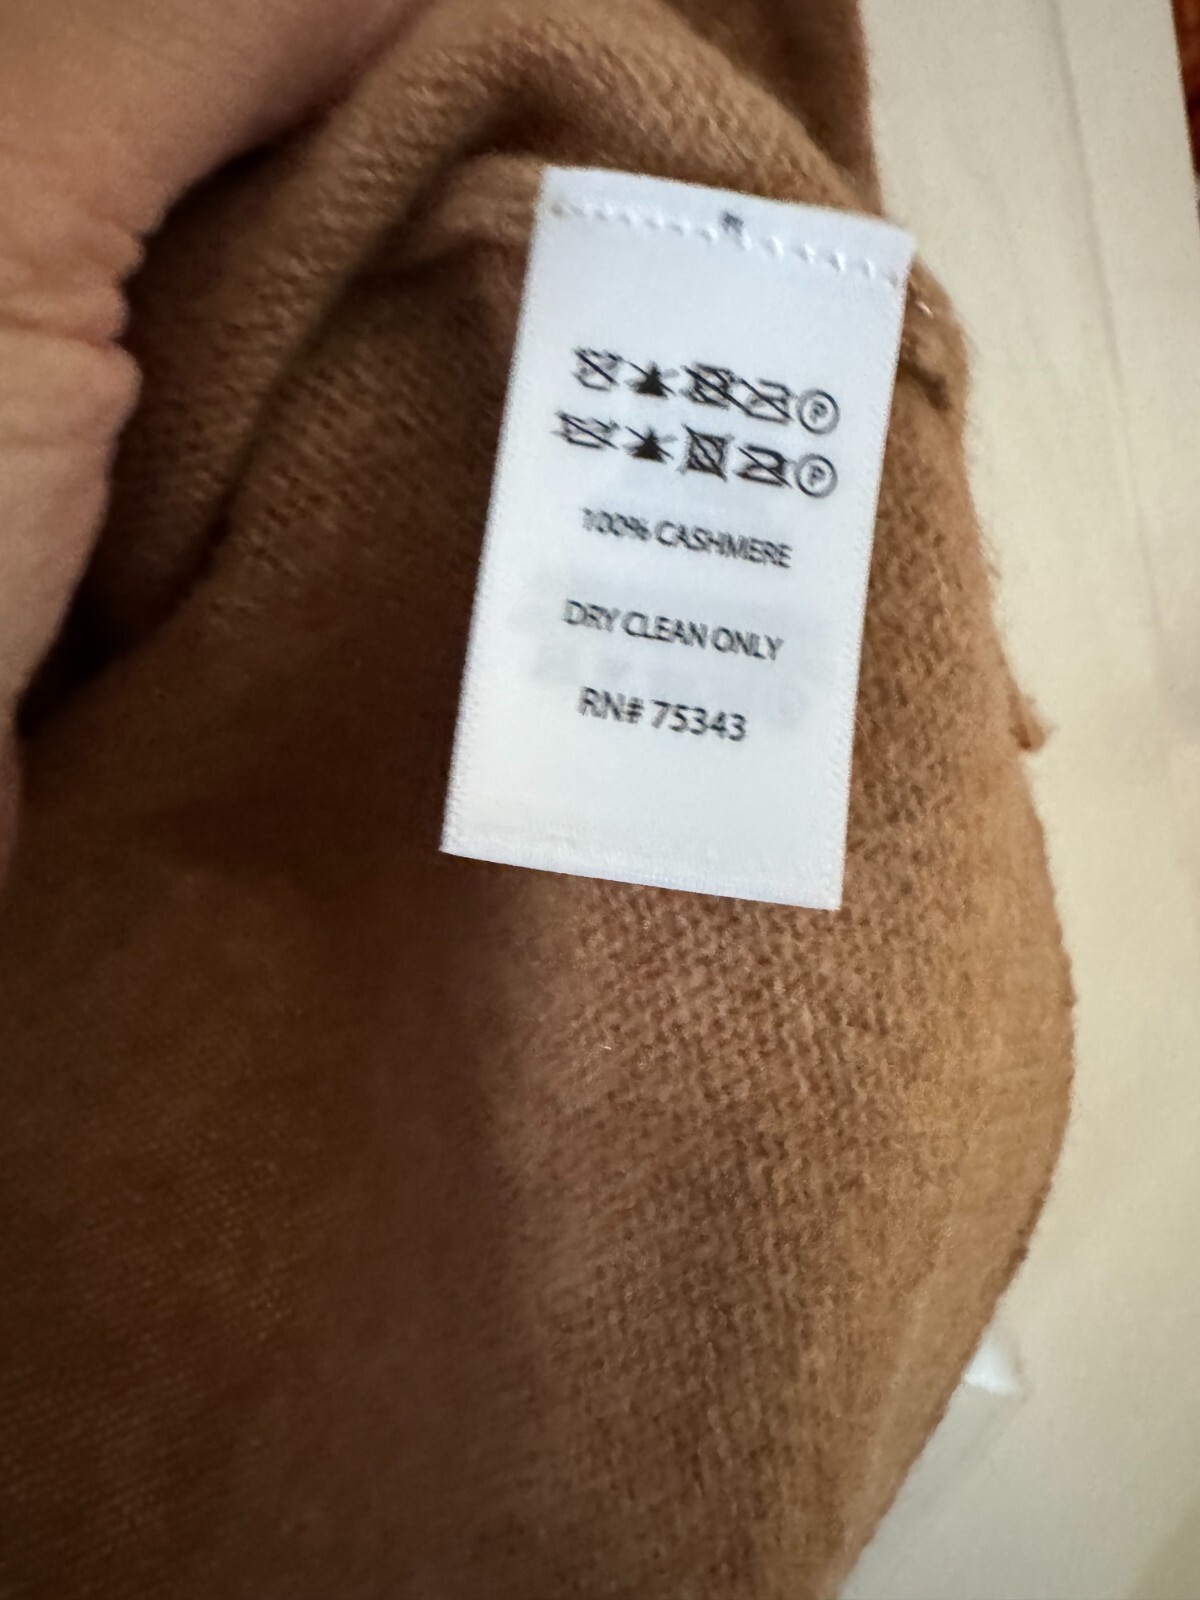 P
P
100% CASHMERE
DRY CLEAN ONLY
RN# 75343